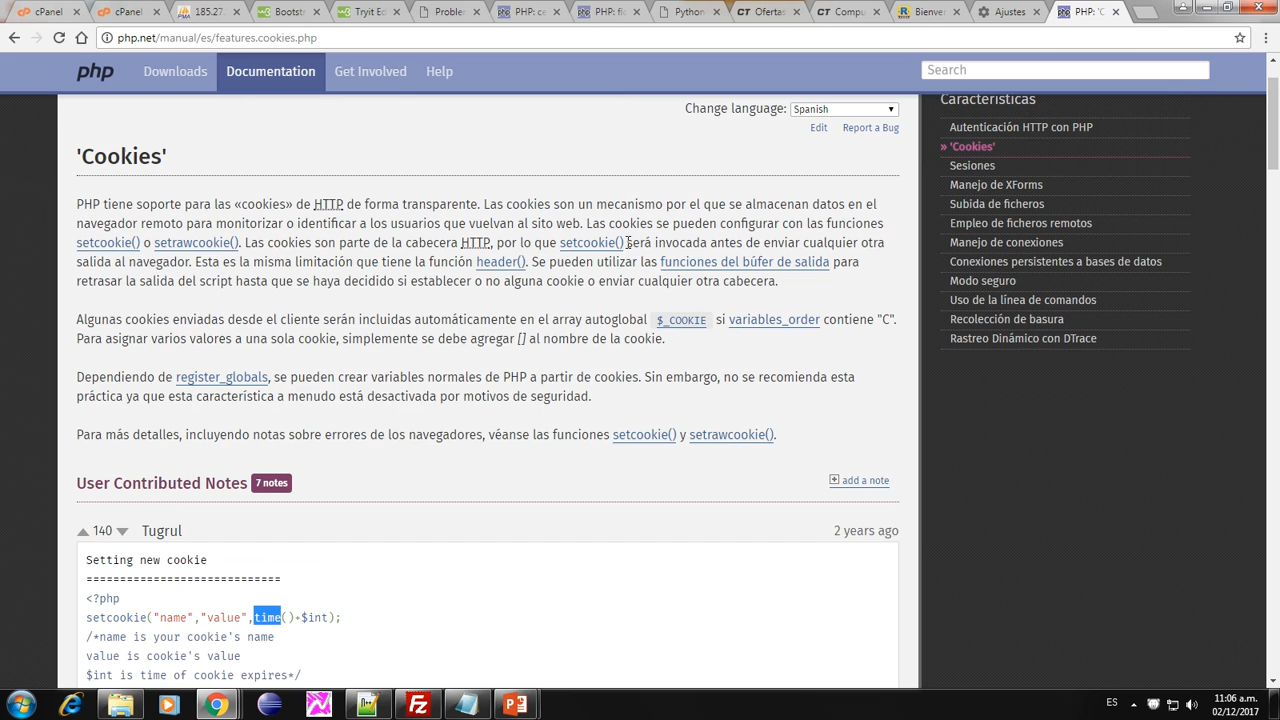 cPanel
cPanel
185.27.
Bootstr
Tryit E
Problem
PHP: ce
PHP: fic
Python
Ofertas
Compu
Bienver
Ajustes
PHP: 'C
php.net/manual/es/features.cookies.php
php
Downloads
Documentation
Get Involved
Help
Search
Change language: Spanish
Edit
Report a Bug
'Cookies'
PHP tiene soporte para las «cookies» de HTTP de forma transparente. Las cookies son un mecanismo por el que se almacenan datos en el
navegador remoto para monitorizar o identificar a los usuarios que vuelvan al sito web. Las cookies se pueden configurar con las funciones
setcookie() o setrawcookie(). Las cookies son parte de la cabecera HTTP, por lo que setcookie() será invocada antes de enviar cualquier otra
salida al navegador. Esta es la misma limitación que tiene la función header(). Se pueden utilizar las funciones del búfer de salida para
retrasar la salida del script hasta que se haya decidido si establecer o no alguna cookie o enviar cualquier otra cabecera.
Algunas cookies enviadas desde el cliente serán incluidas automáticamente en el array autoglobal $_COOKIE si variables_order contiene "C".
Para asignar varios valores a una sola cookie, simplemente se debe agregar [] al nombre de la cookie.
Dependiendo de register_globals, se pueden crear variables normales de PHP a partir de cookies. Sin embargo, no se recomienda esta
práctica ya que esta característica a menudo está desactivada por motivos de seguridad.
Para más detalles, incluyendo notas sobre errores de los navegadores, véanse las funciones setcookie() y setrawcookie().
User Contributed Notes 7 notes
add a note
140 Tugrul
2 years ago
Setting new cookie
=============================
<?php
setcookie("name","value",time()+$int);
/*name is your cookie's name
value is cookie's value
$int is time of cookie expires*/
Características
Autenticación HTTP con PHP
» 'Cookies'
Sesiones
Manejo de XForms
Subida de ficheros
Empleo de ficheros remotos
Manejo de conexiones
Conexiones persistentes a bases de datos
Modo seguro
Uso de la línea de comandos
Recolección de basura
Rastreo Dinámico con DTrace
ES
11:06 a.m.
02/12/2017